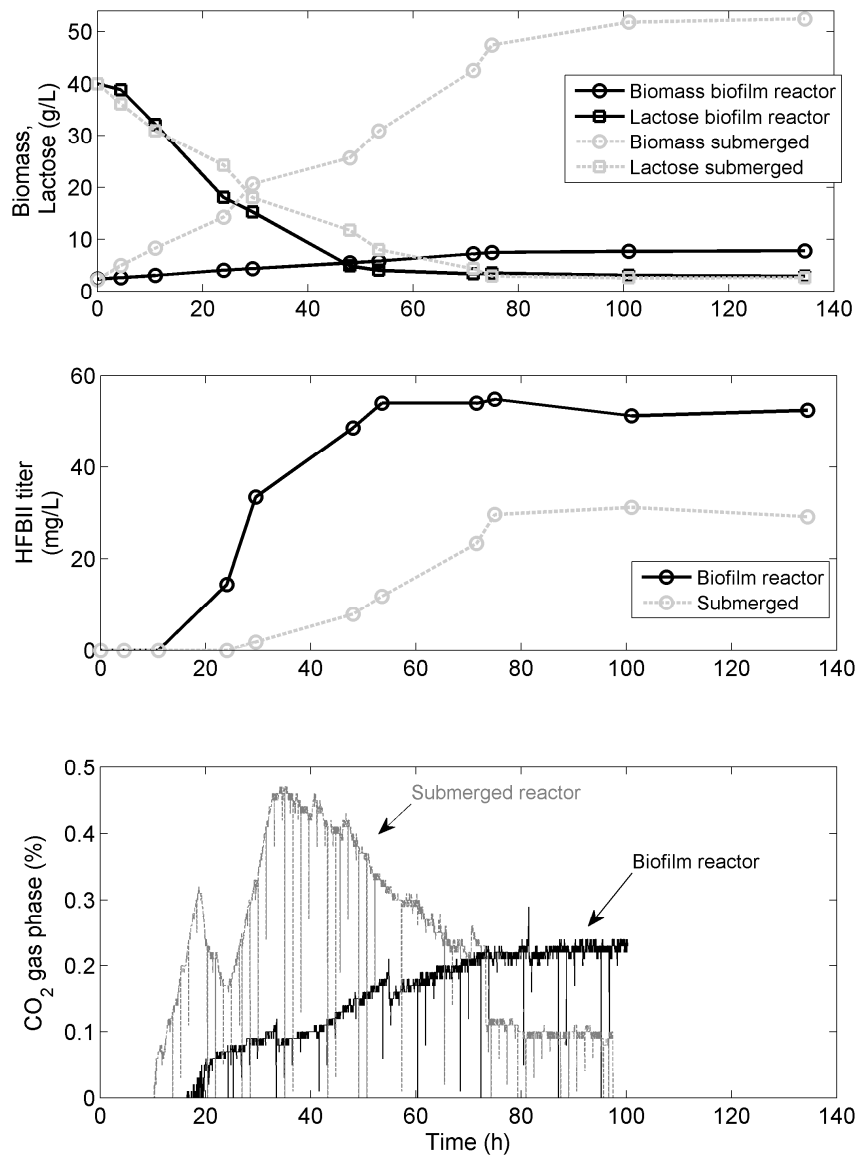 50
40
30
20
10
0
Biomass,
Lactose (g/L)
Biomass biofilm reactor
Lactose biofilm reactor
Biomass submerged
Lactose submerged
0 20 40 60 80 100 120 140
60
40
20
0
HFBII titer
(mg/L)
Biofilm reactor
Submerged
0 20 40 60 80 100 120 140
0.5
0.4
0.3
0.2
0.1
0
CO2 gas phase (%)
Submerged reactor
Biofilm reactor
0 20 40 60 80 100 120 140
Time (h)